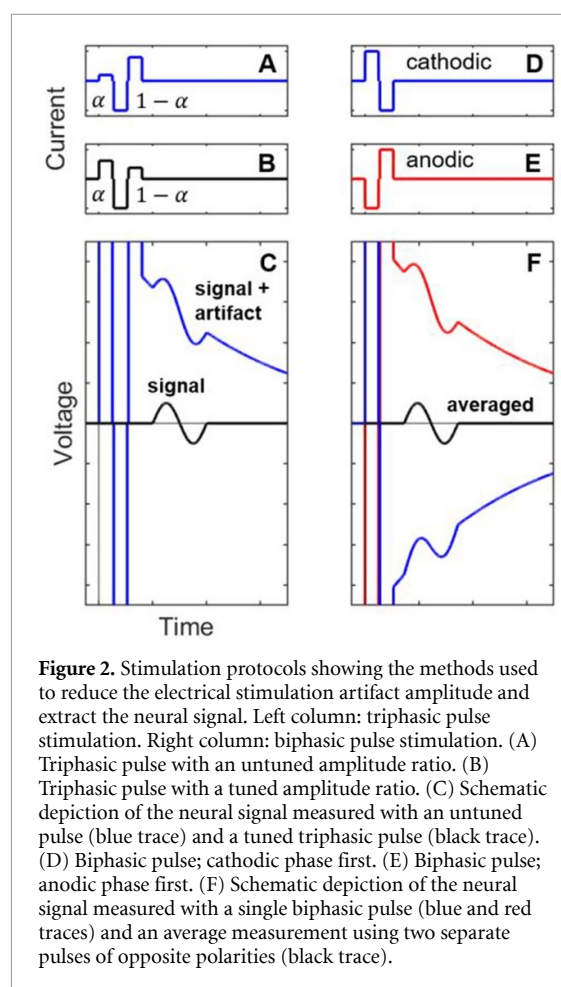 A
α 1 − α
Current
B
α 1 − α
C
signal +
artifact
signal
Voltage
D
cathodic
E
anodic
F
averaged
Time
Figure 2. Stimulation protocols showing the methods used
to reduce the electrical stimulation artifact amplitude and
extract the neural signal. Left column: triphasic pulse
stimulation. Right column: biphasic pulse stimulation. (A)
Triphasic pulse with an untuned amplitude ratio. (B)
Triphasic pulse with a tuned amplitude ratio. (C) Schematic
depiction of the neural signal measured with an untuned
pulse (blue trace) and a tuned triphasic pulse (black trace).
(D) Biphasic pulse; cathodic phase first. (E) Biphasic pulse;
anodic phase first. (F) Schematic depiction of the neural
signal measured with a single biphasic pulse (blue and red
traces) and an average measurement using two separate
pulses of opposite polarities (black trace).